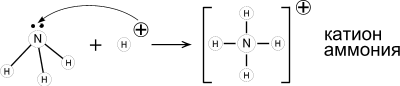 N H H H + H + → [ H H N H H ] +
катион
аммония